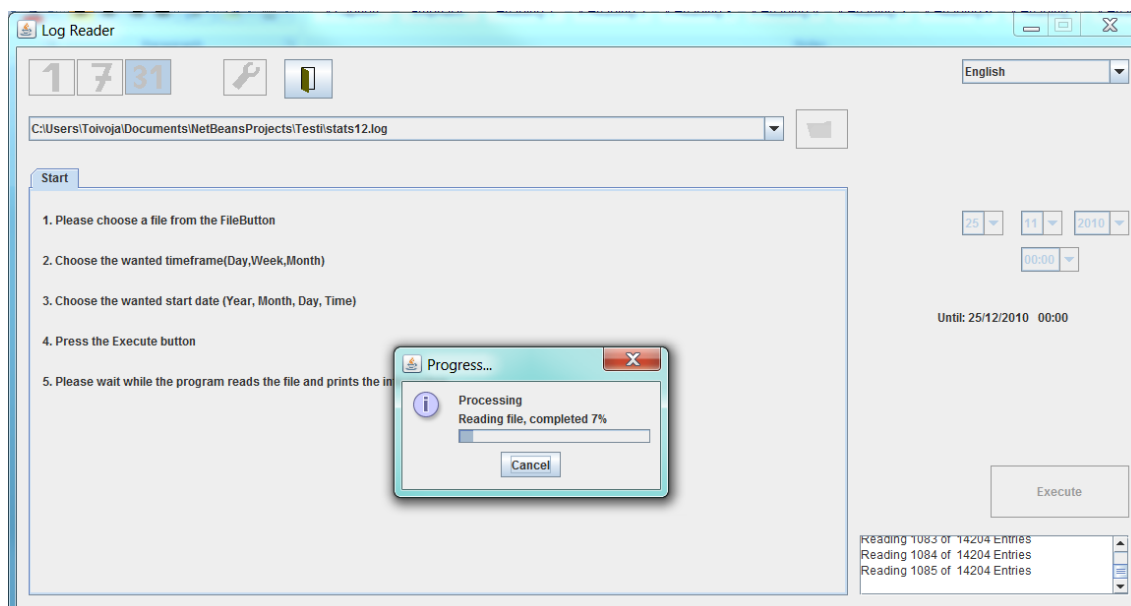 Log Reader
1 7 31
English
C:\Users\Toivoja\Documents\NetBeansProjects\Testi\stats12.log
Start
1. Please choose a file from the FileButton
25 11 2010
2. Choose the wanted timeframe(Day,Week,Month)
00:00
3. Choose the wanted start date (Year, Month, Day, Time)
Until: 25/12/2010 00:00
4. Press the Execute button
5. Please wait while the program reads the file and prints the
Progress...
Processing
Reading file, completed 7%
Cancel
Execute
Reading 1083 of 14204 Entries
Reading 1084 of 14204 Entries
Reading 1085 of 14204 Entries